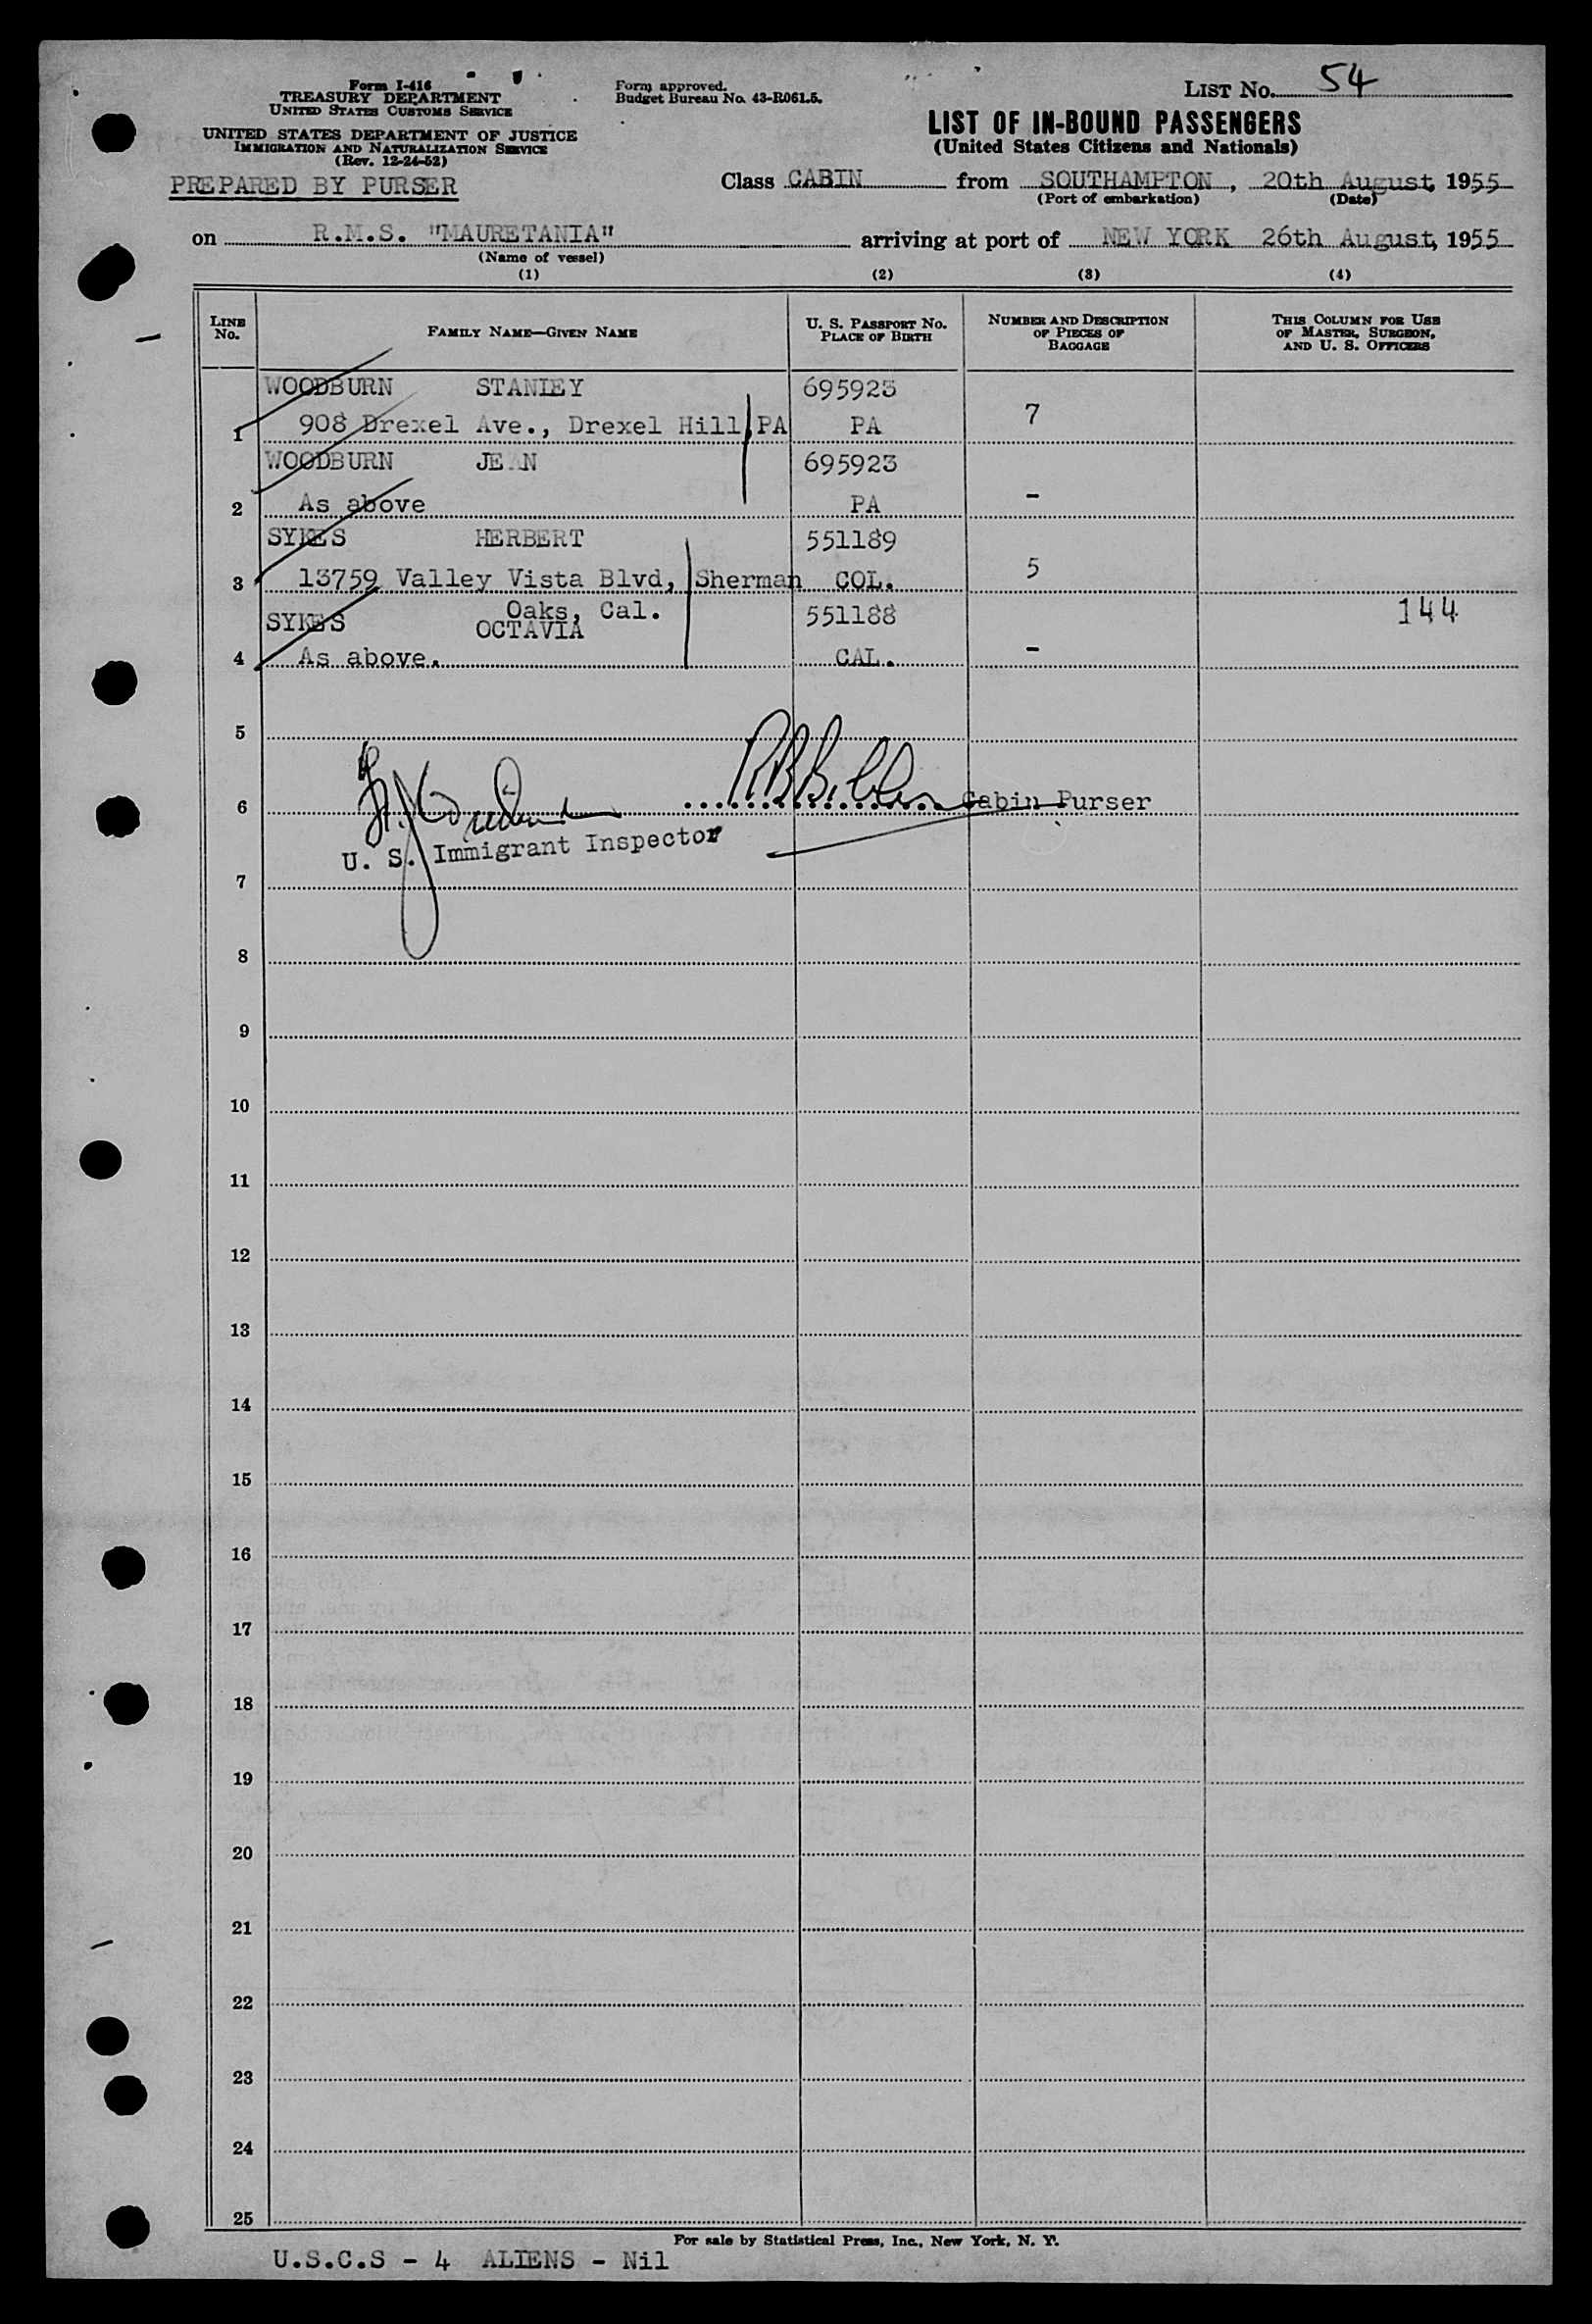 Form I-416
TREASURY DEPARTMENT
UNITED STATES CUSTOMS SERVICE
UNITED STATES DEPARTMENT OF JUSTICE
IMMIGRATION AND NATURALIZATION SERVICE
(Rev. 12-24-52)
PREPARED BY PURSER
Form approved.
Budget Bureau No. 43-R061.5.
LIST No. 54
LIST OF IN-BOUND PASSENGERS
(United States Citizens and Nationals)
Class CABIN from SOUTHAMPTON, 20th August, 1955
(Port of embarkation) (Date)
on R.M.S. "MAURETANIA" arriving at port of NEW YORK 26th August, 1955
(Name of vessel)
(1) (2) (3) (4)
LINE No. FAMILY NAME—GIVEN NAME U. S. PASSPORT NO. PLACE OF BIRTH NUMBER AND DESCRIPTION OF PIECES OF BAGGAGE THIS COLUMN FOR USE OF MASTER, SURGEON, AND U. S. OFFICERS
WOODBURN STANLEY 695923
1 908 Drexel Ave., Drexel Hill, PA PA 7
WOODBURN JEAN 695923
2 As above PA -
SYKES HERBERT 551189
3 13759 Valley Vista Blvd, Sherman COL. 5
Oaks, Cal.
SYKES OCTAVIA 551188 144
4 As above. CAL. -
5
6 Cabin Purser
U. S. Immigrant Inspector
7
8
9
10
11
12
13
14
15
16
17
18
19
20
21
22
23
24
25
For sale by Statistical Press, Inc., New York, N. Y.
U.S.C.S - 4 ALIENS - Nil